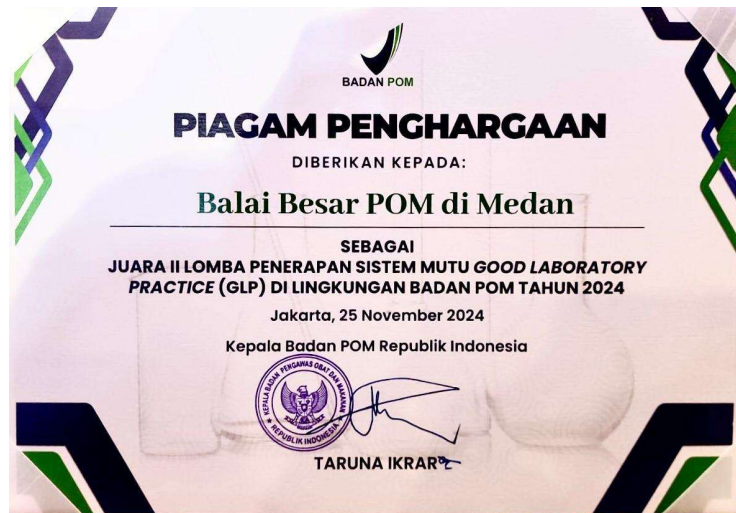 BADAN POM
PIAGAM PENGHARGAAN
DIBERIKAN KEPADA:
Balai Besar POM di Medan
SEBAGAI
JUARA II LOMBA PENERAPAN SISTEM MUTU GOOD LABORATORY
PRACTICE (GLP) DI LINGKUNGAN BADAN POM TAHUN 2024
Jakarta, 25 November 2024
Kepala Badan POM Republik Indonesia
KEPALA BADAN PENGAWAS OBAT DAN MAKANAN
REPUBLIK INDONESIA
TARUNA IKRAR